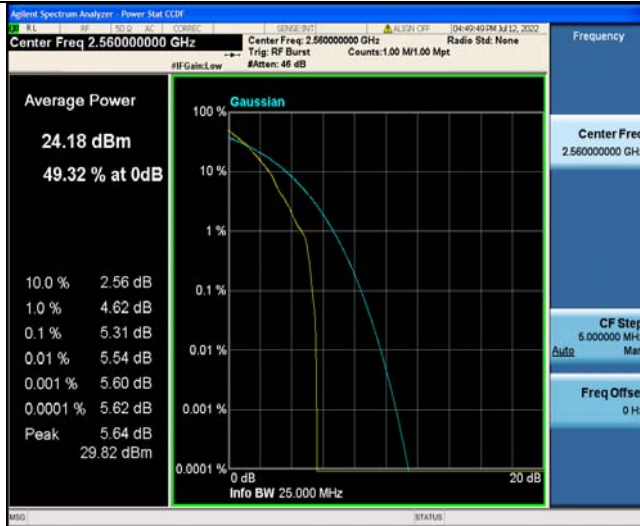 Agilent Spectrum Analyzer - Power Stat CCDF
RL RF 50 Ω AC CORREC SENSE:INT ALIGN OFF 04:49:49 PM Jul 12, 2022
Center Freq 2.560000000 GHz
Center Freq: 2.560000000 GHz Radio Std: None
Trig: RF Burst Counts:1.00 M/1.00 Mpt
#IFGain:Low #Atten: 46 dB
Frequency
Average Power
24.18 dBm
49.32 % at 0dB
10.0 % 2.56 dB
1.0 % 4.62 dB
0.1 % 5.31 dB
0.01 % 5.54 dB
0.001 % 5.60 dB
0.0001 % 5.62 dB
Peak 5.64 dB
29.82 dBm
Gaussian
100 %
10 %
1 %
0.1 %
0.01 %
0.001 %
0.0001 %
0 dB 20 dB
Info BW 25.000 MHz
Center Freq
2.560000000 GHz
CF Step
5.000000 MHz
Auto Man
Freq Offse
0 Hz
MSG STATUS